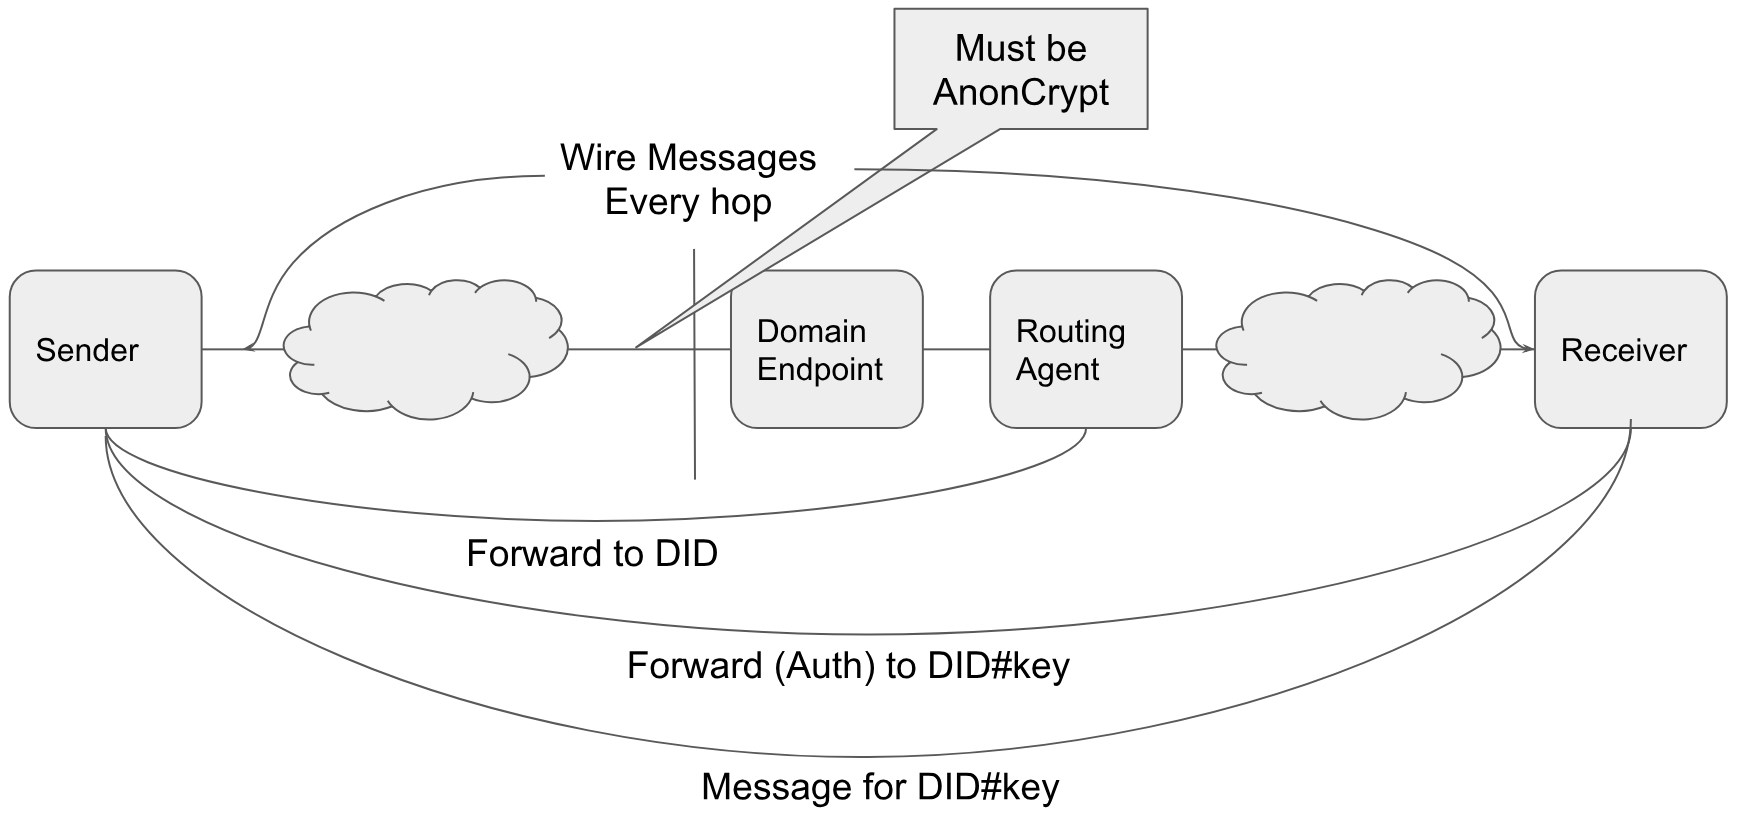 Must be
AnonCrypt
Wire Messages
Every hop
Sender
Domain
Endpoint
Routing
Agent
Receiver
Forward to DID
Forward (Auth) to DID#key
Message for DID#key